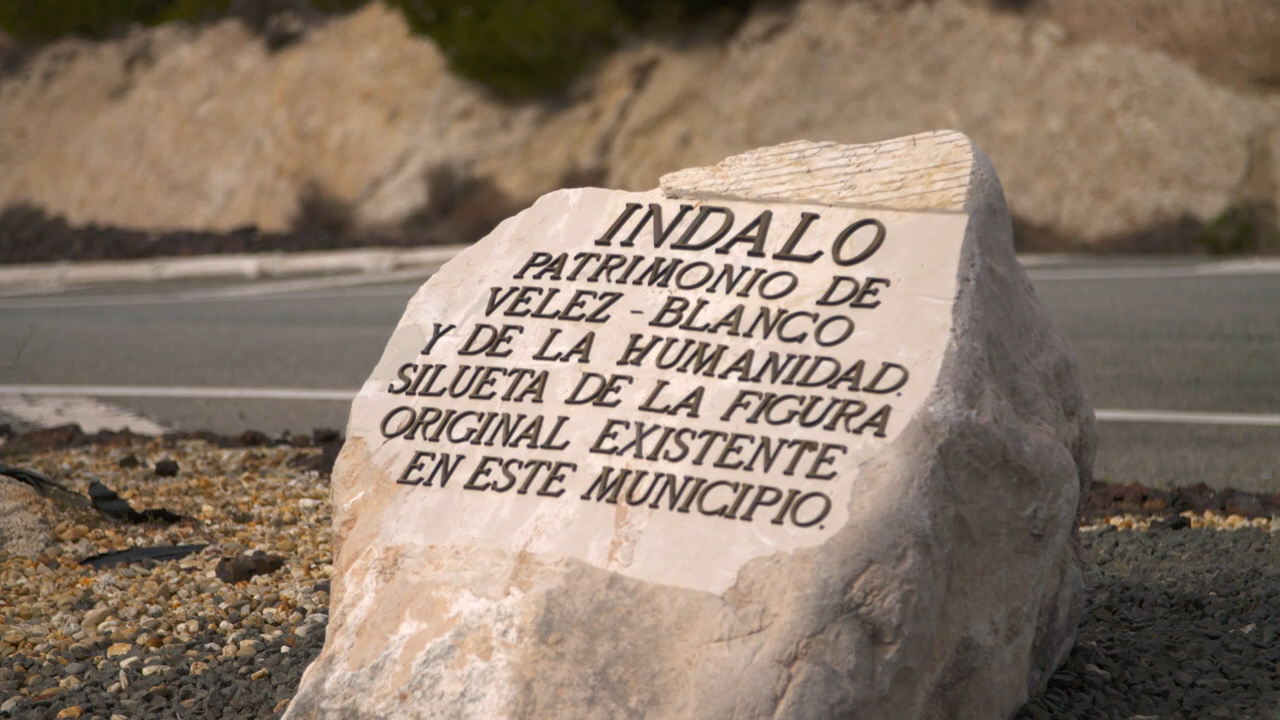 INDALO
PATRIMONIO DE
VELEZ - BLANCO
Y DE LA HUMANIDAD.
SILUETA DE LA FIGURA
ORIGINAL EXISTENTE
EN ESTE MUNICIPIO.